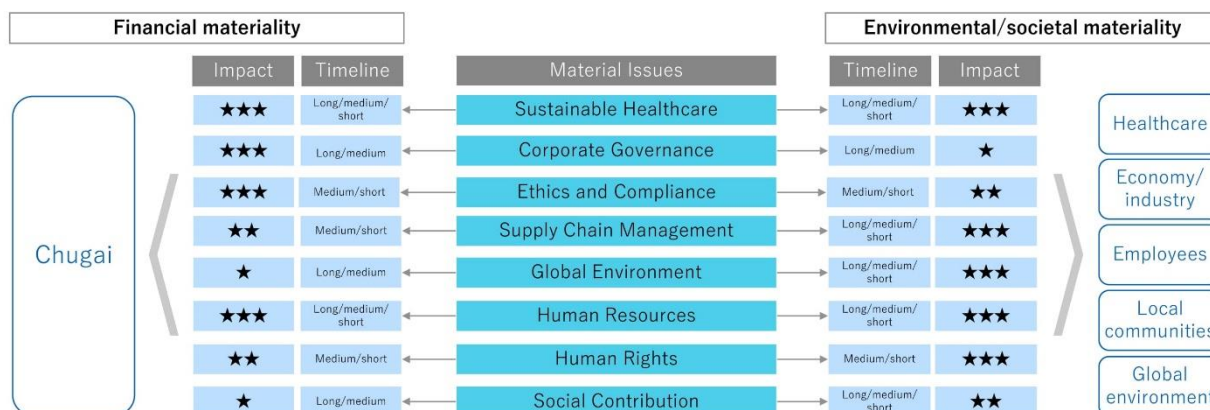 Financial materiality
Environmental/societal materiality
Impact
Timeline
Material Issues
Timeline
Impact
Chugai
★★★
Long/medium/
short
Sustainable Healthcare
Long/medium/
short
★★★
★★★
Long/medium
Corporate Governance
Long/medium
★
★★★
Medium/short
Ethics and Compliance
Medium/short
★★
★★
Medium/short
Supply Chain Management
Long/medium/
short
★★★
★
Long/medium
Global Environment
Long/medium/
short
★★★
★★★
Long/medium/
short
Human Resources
Long/medium/
short
★★★
★★
Medium/short
Human Rights
Medium/short
★★★
★
Long/medium
Social Contribution
Long/medium/
short
★★
Healthcare
Economy/
industry
Employees
Local
communities
Global
environment